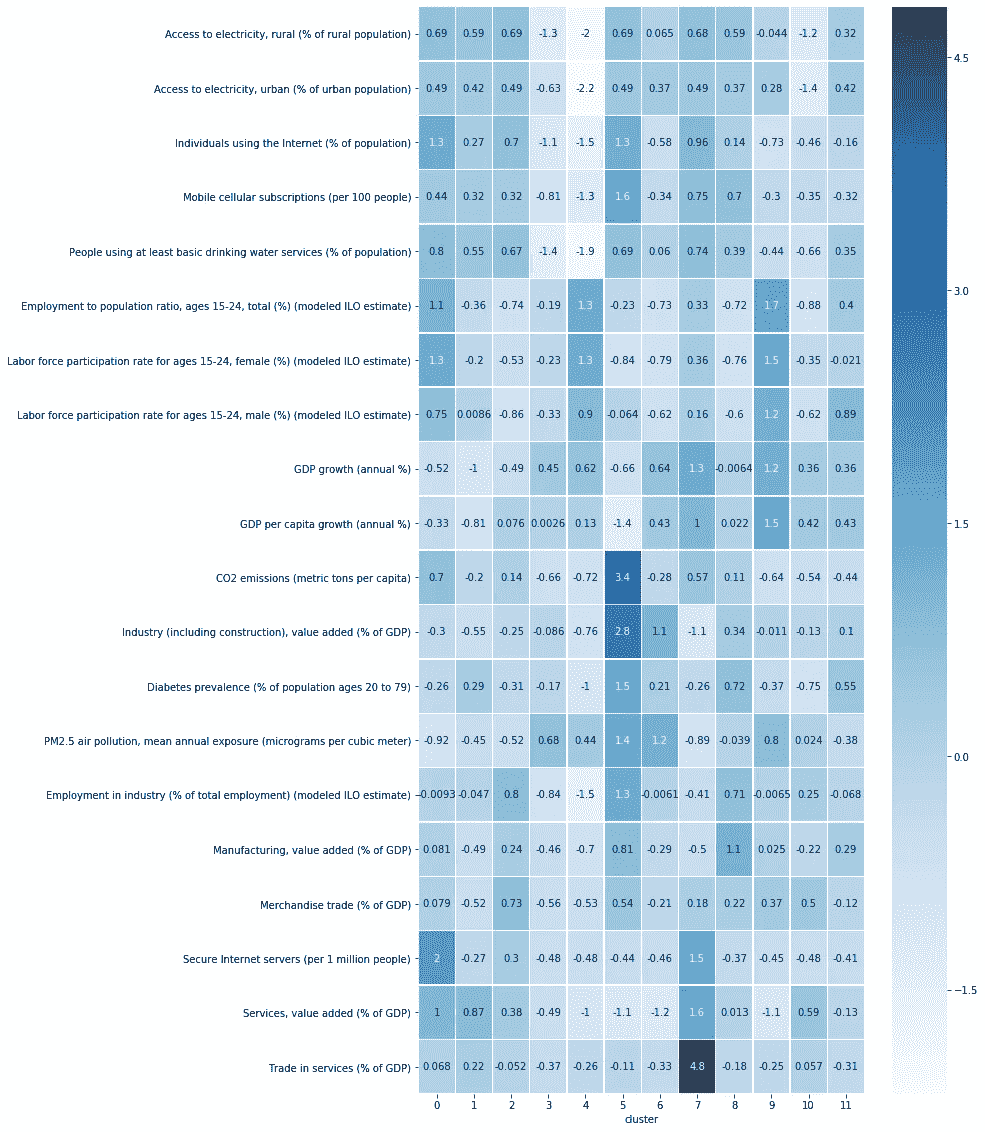 Access to electricity, rural (% of rural population) 0.69 0.59 0.69 -1.3 -2 0.69 0.065 0.68 0.59 -0.044 -1.2 0.32
4.5
Access to electricity, urban (% of urban population) 0.49 0.42 0.49 -0.63 -2.2 0.49 0.37 0.49 0.37 0.28 -1.4 0.42
Individuals using the Internet (% of population) 1.3 0.27 0.7 -1.1 -1.5 1.3 -0.58 0.96 0.14 -0.73 -0.46 -0.16
Mobile cellular subscriptions (per 100 people) 0.44 0.32 0.32 -0.81 -1.3 1.6 -0.34 0.75 0.7 -0.3 -0.35 -0.32
People using at least basic drinking water services (% of population) 0.8 0.55 0.67 -1.4 -1.9 0.69 0.06 0.74 0.39 -0.44 -0.66 0.35
3.0
Employment to population ratio, ages 15-24, total (%) (modeled ILO estimate) 1.1 -0.36 -0.74 -0.19 1.3 -0.23 -0.73 0.33 -0.72 1.7 -0.88 0.4
Labor force participation rate for ages 15-24, female (%) (modeled ILO estimate) 1.3 -0.2 -0.53 -0.23 1.3 -0.84 -0.79 0.36 -0.76 1.5 -0.35 -0.021
Labor force participation rate for ages 15-24, male (%) (modeled ILO estimate) 0.75 0.0086 -0.86 -0.33 0.9 -0.064 -0.62 0.16 -0.6 1.2 -0.62 0.89
GDP growth (annual %) -0.52 -1 -0.49 0.45 0.62 -0.66 0.64 1.3 -0.0064 1.2 0.36 0.36
GDP per capita growth (annual %) -0.33 -0.81 0.076 0.0026 0.13 -1.4 0.43 1 0.022 1.5 0.42 0.43
1.5
CO2 emissions (metric tons per capita) 0.7 -0.2 0.14 -0.66 -0.72 3.4 -0.28 0.57 0.11 -0.64 -0.54 -0.44
Industry (including construction), value added (% of GDP) -0.3 -0.55 -0.25 -0.086 -0.76 2.8 1.1 -1.1 0.34 -0.011 -0.13 0.1
Diabetes prevalence (% of population ages 20 to 79) -0.26 0.29 -0.31 -0.17 -1 1.5 0.21 -0.26 0.72 -0.37 -0.75 0.55
PM2.5 air pollution, mean annual exposure (micrograms per cubic meter) -0.92 -0.45 -0.52 0.68 0.44 1.4 1.2 -0.89 -0.039 0.8 0.024 -0.38
0.0
Employment in industry (% of total employment) (modeled ILO estimate) -0.0093 -0.047 0.8 -0.84 -1.5 1.3 -0.0061 -0.41 0.71 -0.0065 0.25 -0.068
Manufacturing, value added (% of GDP) 0.081 -0.49 0.24 -0.46 -0.7 0.81 -0.29 -0.5 1.1 0.025 -0.22 0.29
Merchandise trade (% of GDP) 0.079 -0.52 0.73 -0.56 -0.53 0.54 -0.21 0.18 0.22 0.37 0.5 -0.12
Secure Internet servers (per 1 million people) 2 -0.27 0.3 -0.48 -0.48 -0.44 -0.46 1.5 -0.37 -0.45 -0.48 -0.41
−1.5
Services, value added (% of GDP) 1 0.87 0.38 -0.49 -1 -1.1 -1.2 1.6 0.013 -1.1 0.59 -0.13
Trade in services (% of GDP) 0.068 0.22 -0.052 -0.37 -0.26 -0.11 -0.33 4.8 -0.18 -0.25 0.057 -0.31
0 1 2 3 4 5 6 7 8 9 10 11
cluster